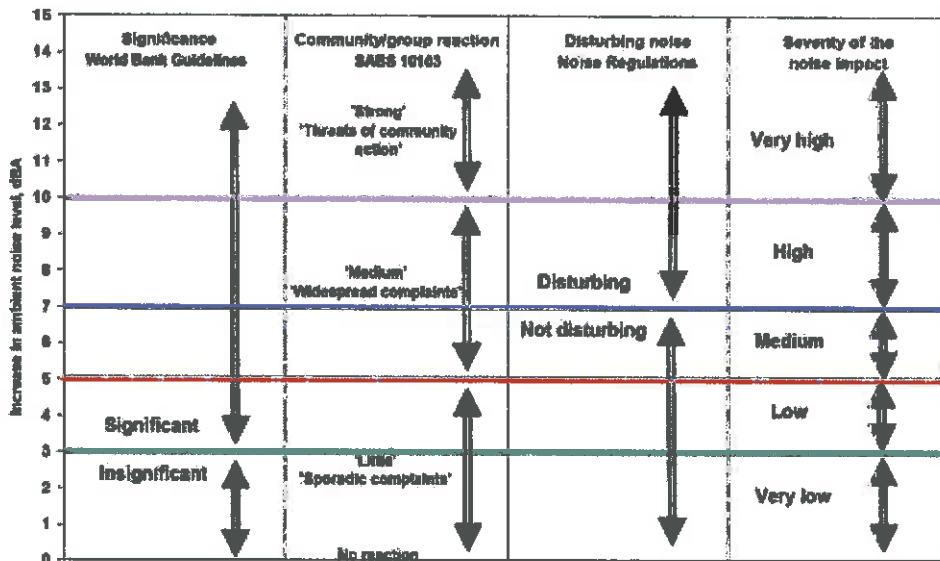 Increase in ambient noise level, dBA
15
14
13
12
11
10
9
8
7
6
5
4
3
2
1
0
Significance
World Bank Guidelines
Significant
Insignificant
Community/group reaction
SABS 10103
'Strong'
'Threats of community
action'
'Medium'
'Widespread complaints'
'Little'
'Sporadic complaints'
No reaction
Disturbing noise
Noise Regulations
Disturbing
Not disturbing
Severity of the
noise impact
Very high
High
Medium
Low
Very low